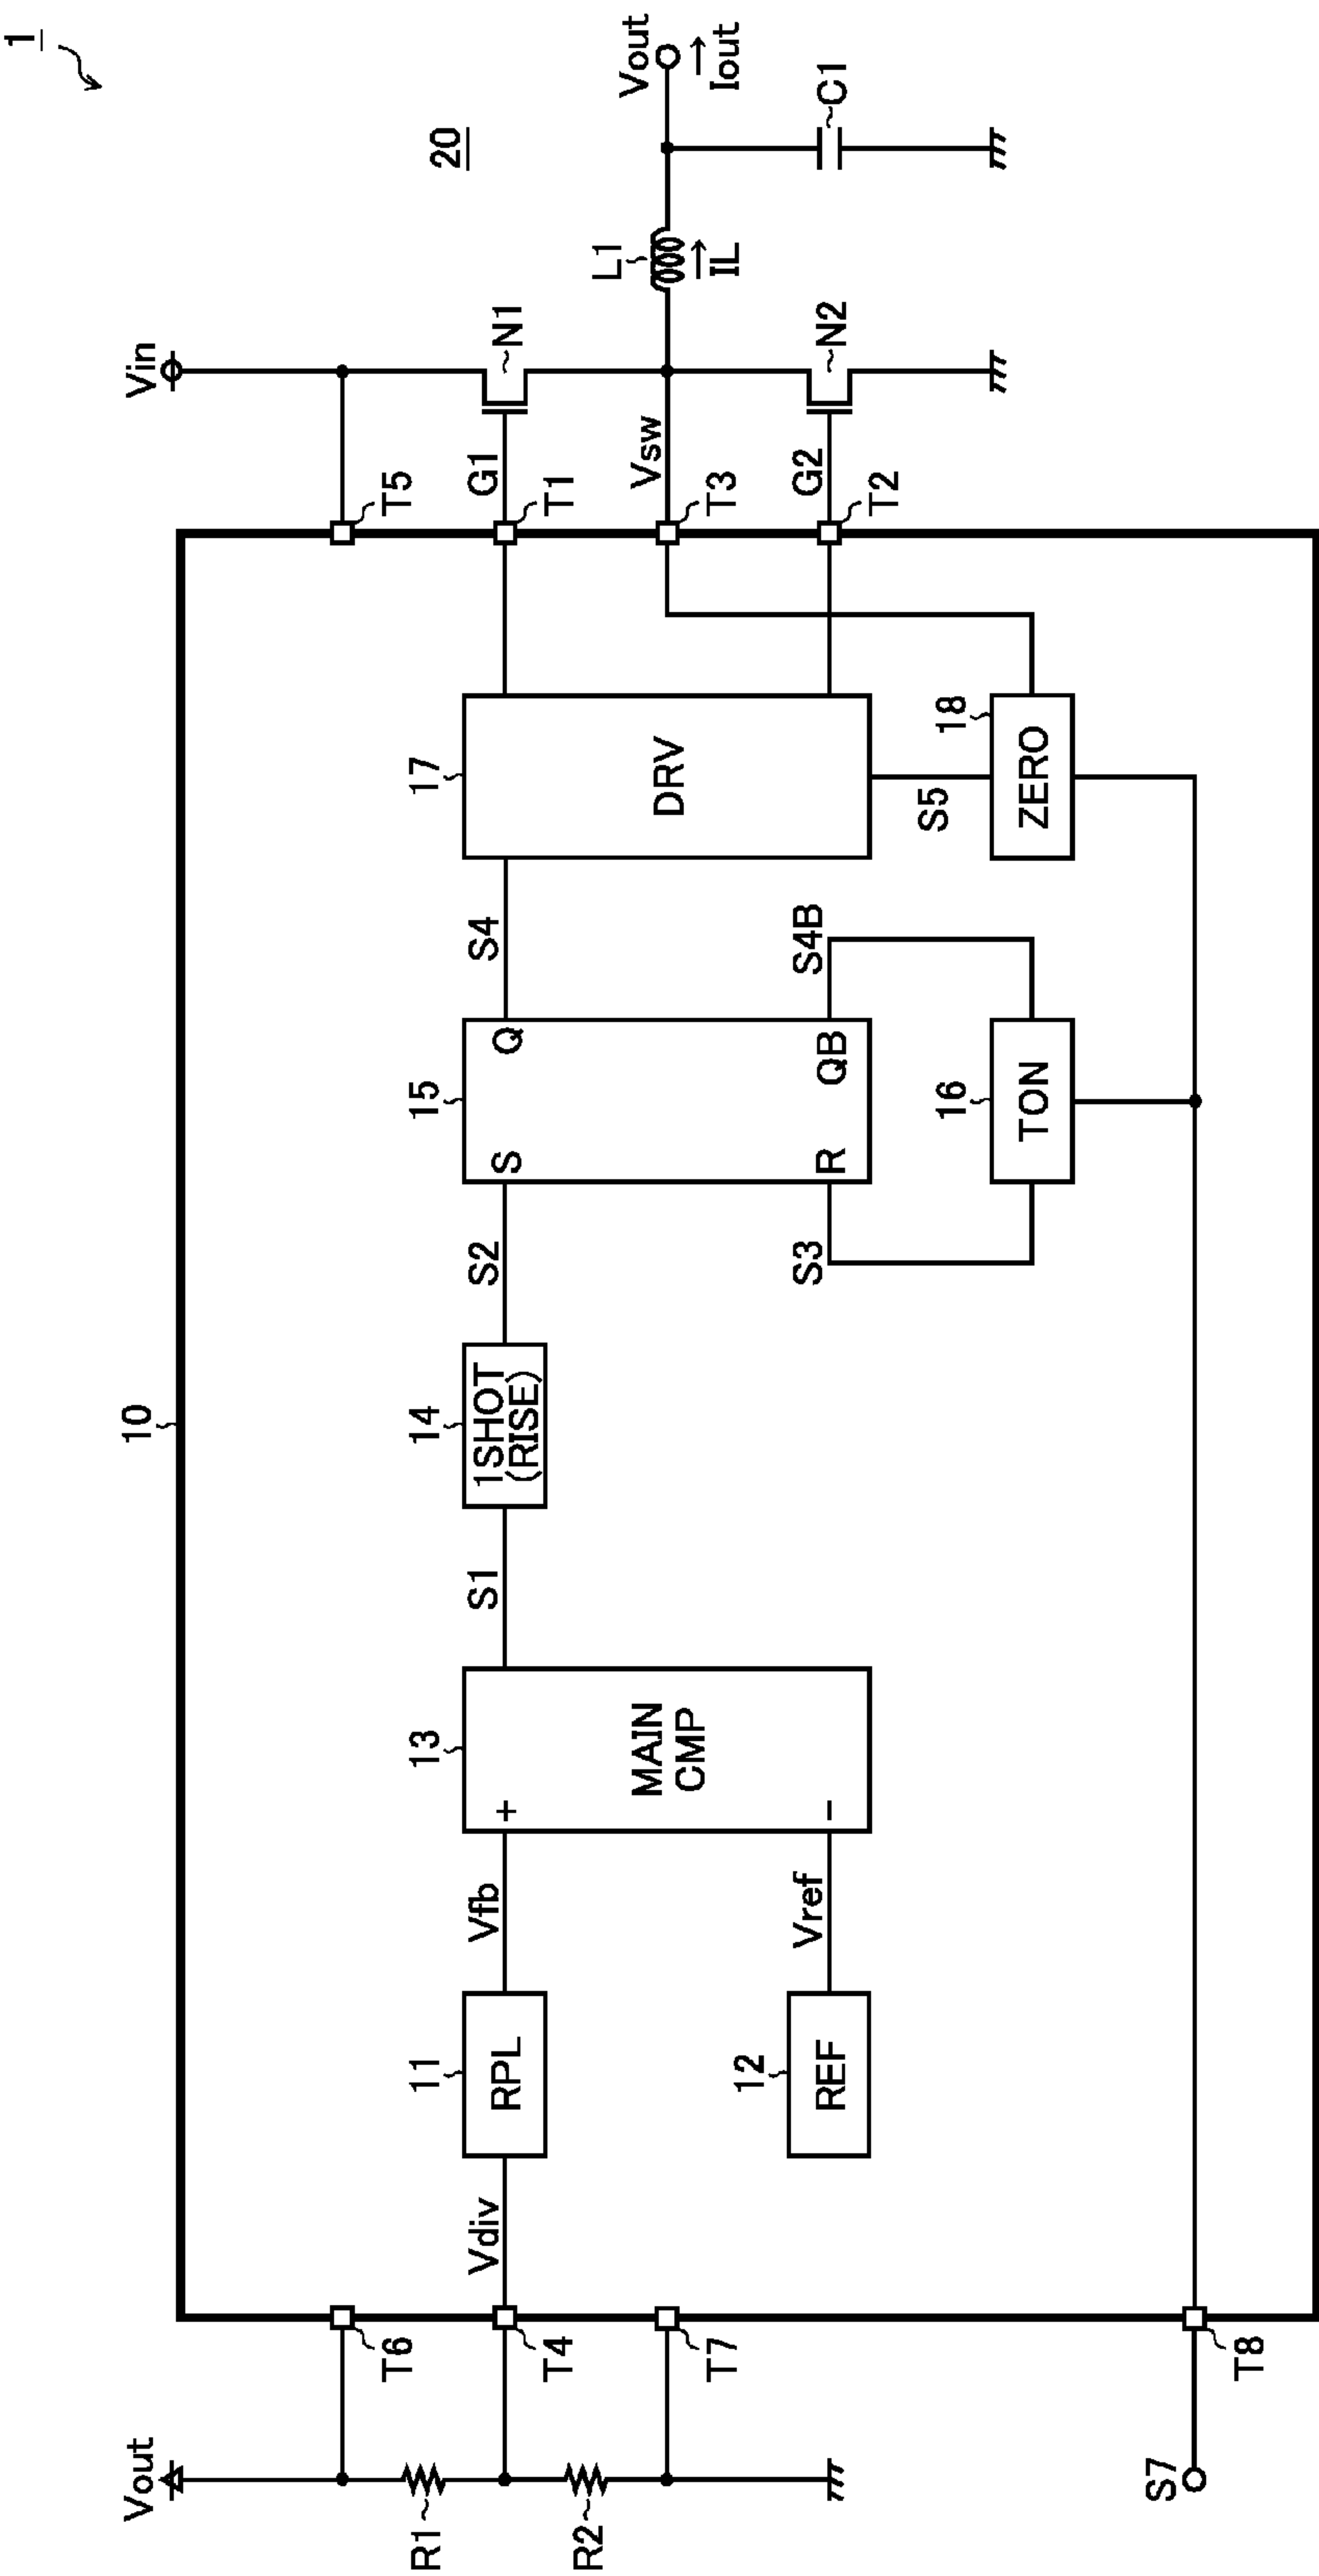 1
10
20
Vout
T6
R1
T4
R2
T7
S7
T8
Vdiv
11
RPL
12
REF
Vfb
Vref
13
+
MAIN
CMP
−
S1
14
1SHOT
(RISE)
S2
15
S
Q
R
QB
S3
S4B
16
TON
S4
17
DRV
S5
18
ZERO
T5
G1
T1
Vsw
T3
G2
T2
Vin
N1
N2
L1
IL
C1
Vout
Iout